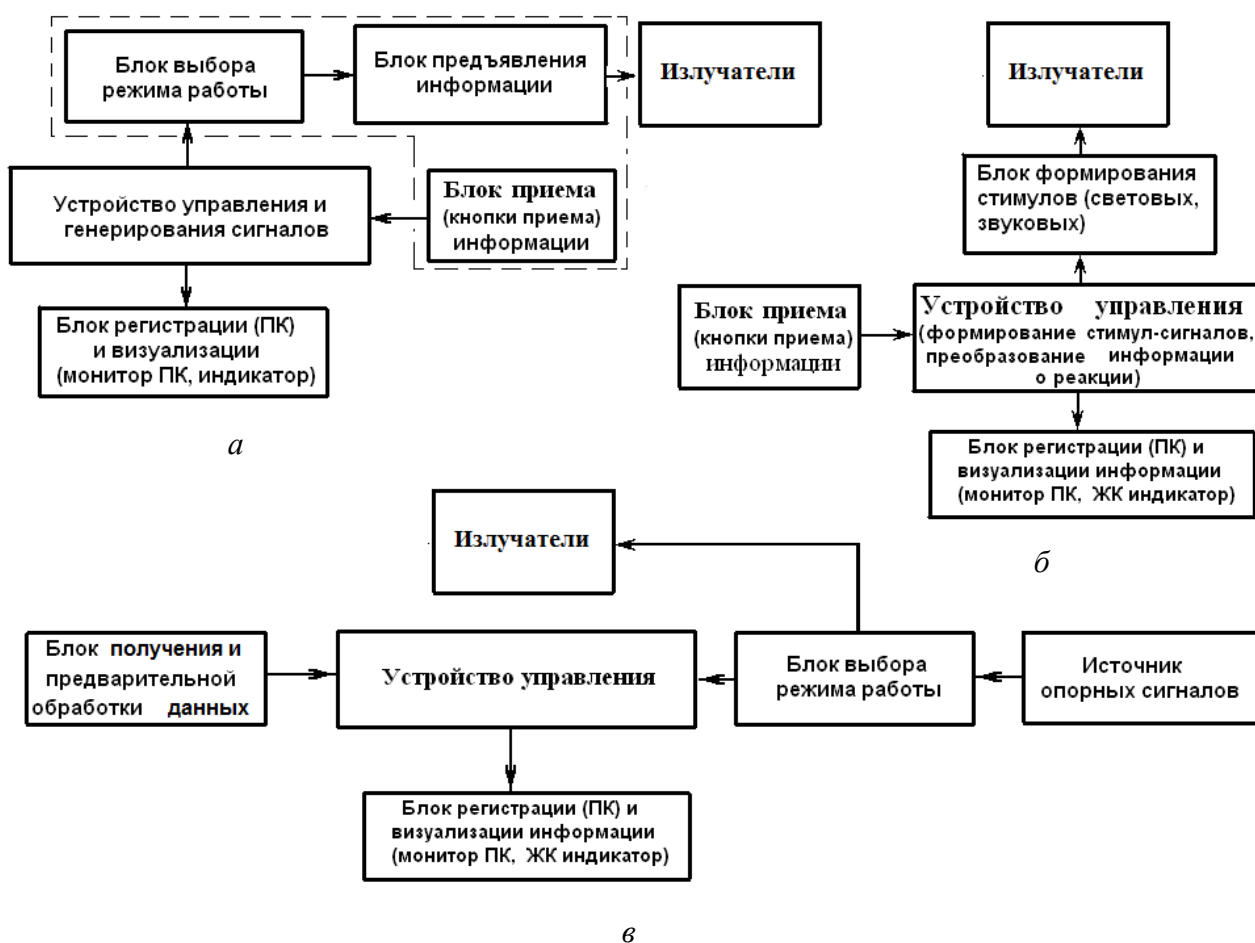 Блок выбора
режима работы
Блок предъявления
информации
Излучатели
Устройство управления и
генерирования сигналов
Блок приема
(кнопки приема)
информации
Блок регистрации (ПК)
и визуализации
(монитор ПК, индикатор)
а
Излучатели
Блок формирования
стимулов (световых,
звуковых)
Блок приема
(кнопки приема)
информации
Устройство управления
(формирование стимул-сигналов,
преобразование информации
о реакции)
Блок регистрации (ПК) и
визуализации информации
(монитор ПК, ЖК индикатор)
б
Излучатели
Блок получения и
предварительной
обработки данных
Устройство управления
Блок выбора
режима работы
Источник
опорных сигналов
Блок регистрации (ПК) и
визуализации информации
(монитор ПК, ЖК индикатор)
в